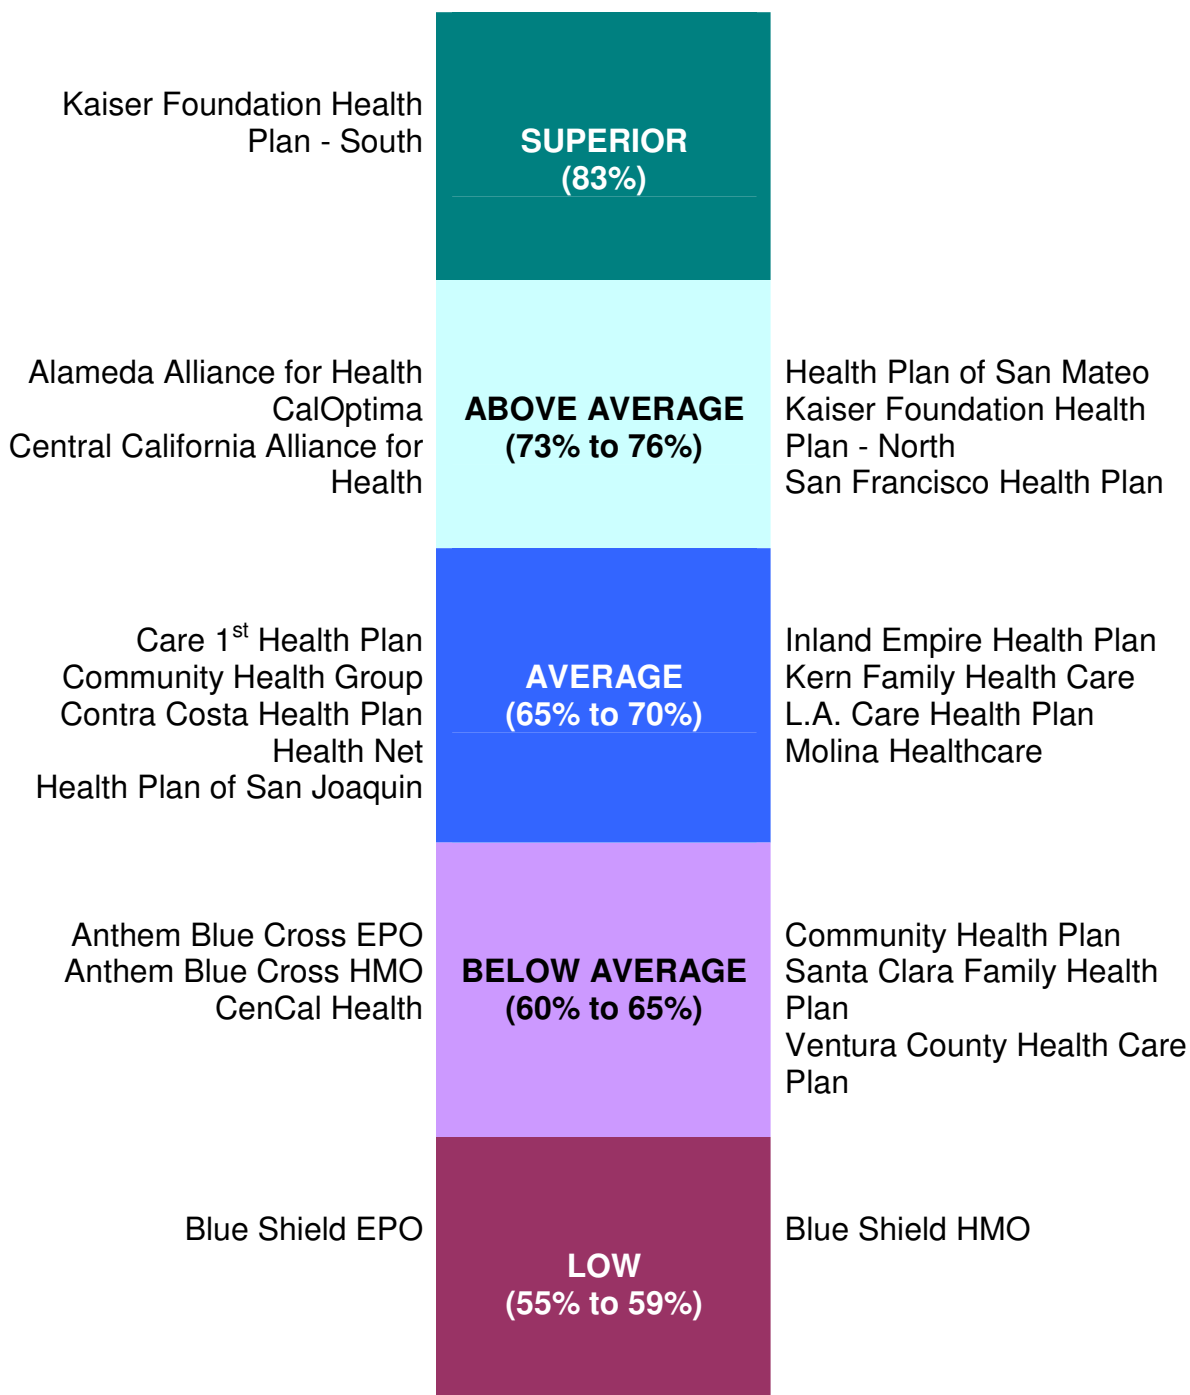 Kaiser Foundation Health
Plan - South
SUPERIOR
(83%)
Alameda Alliance for Health
CalOptima
Central California Alliance for
Health
ABOVE AVERAGE
(73% to 76%)
Health Plan of San Mateo
Kaiser Foundation Health
Plan - North
San Francisco Health Plan
Care 1st Health Plan
Community Health Group
Contra Costa Health Plan
Health Net
Health Plan of San Joaquin
AVERAGE
(65% to 70%)
Inland Empire Health Plan
Kern Family Health Care
L.A. Care Health Plan
Molina Healthcare
Anthem Blue Cross EPO
Anthem Blue Cross HMO
CenCal Health
BELOW AVERAGE
(60% to 65%)
Community Health Plan
Santa Clara Family Health
Plan
Ventura County Health Care
Plan
Blue Shield EPO
LOW
(55% to 59%)
Blue Shield HMO